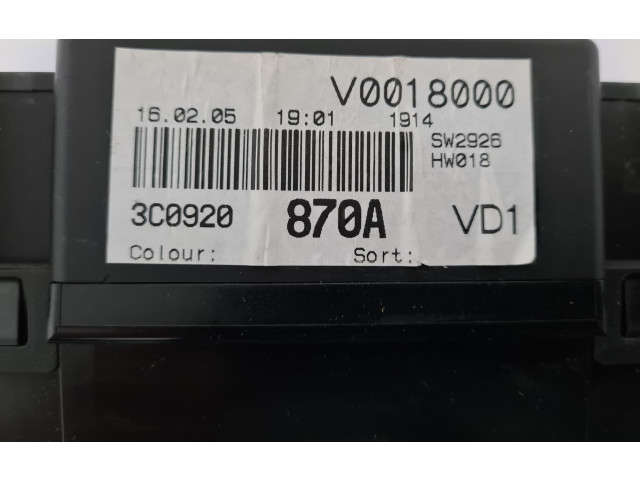 V0018000
16.02.05 19:01 1914
SW2926
HW018
3C0920 870A VD1
Colour: Sort: